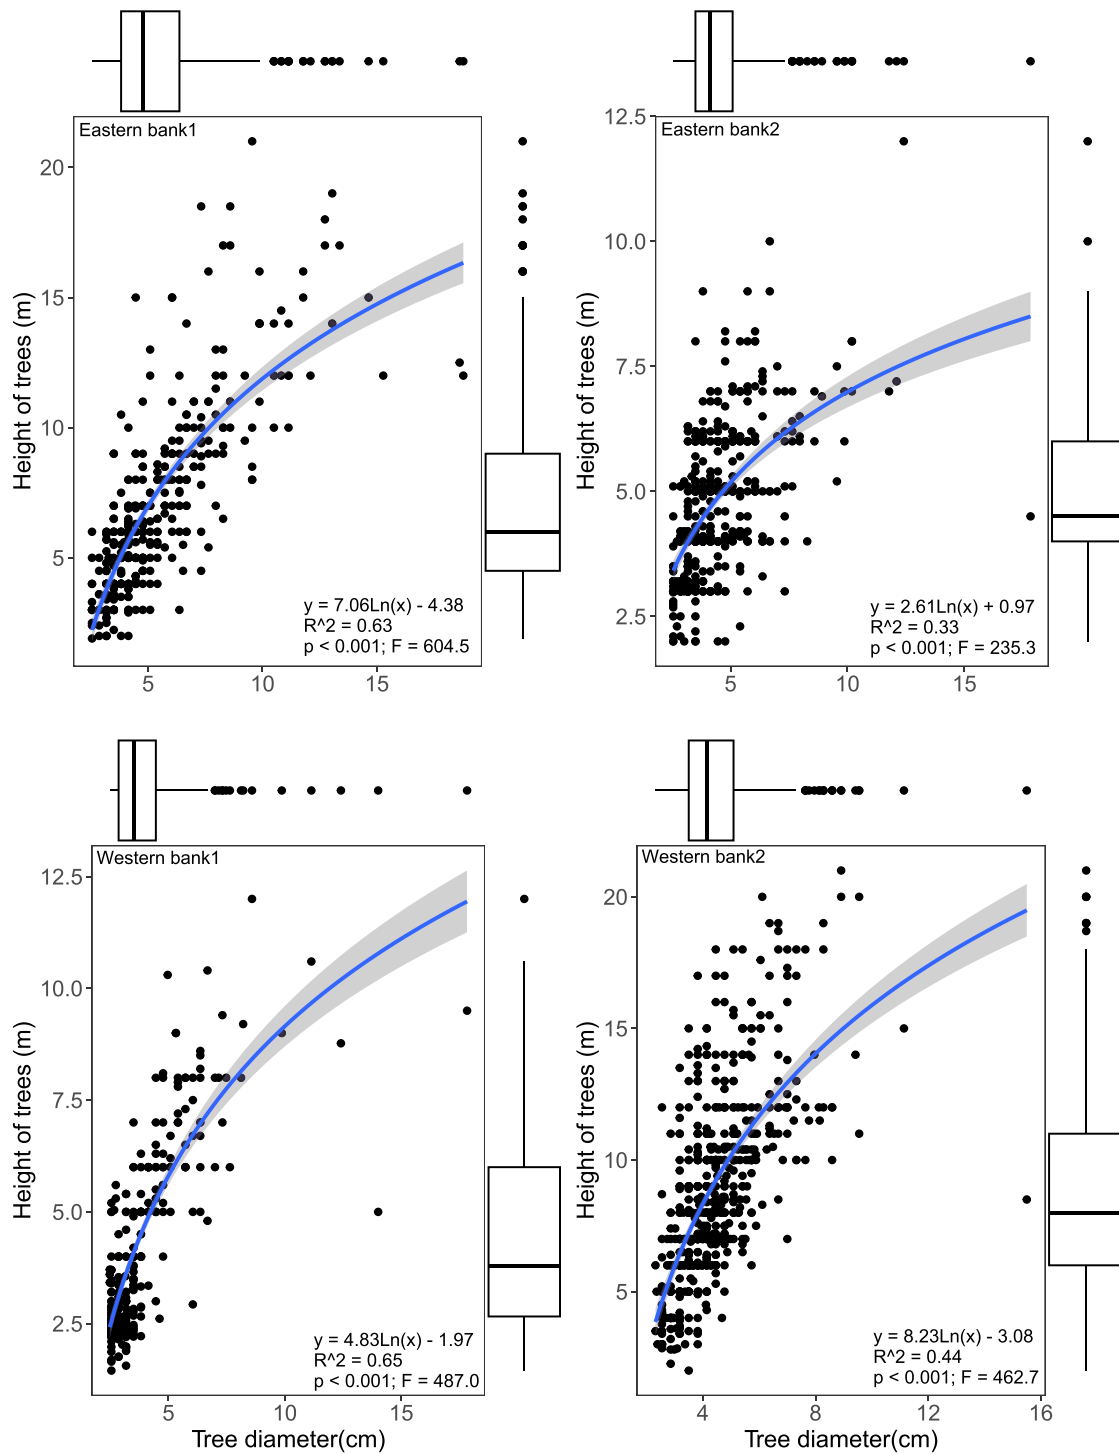 Eastern bank1
20
15
10
5
Height of trees (m)
y = 7.06Ln(x) - 4.38
R^2 = 0.63
p < 0.001; F = 604.5
5 10 15
Eastern bank2
12.5
10.0
7.5
5.0
2.5
Height of trees (m)
y = 2.61Ln(x) + 0.97
R^2 = 0.33
p < 0.001; F = 235.3
5 10 15
Western bank1
12.5
10.0
7.5
5.0
2.5
Height of trees (m)
y = 4.83Ln(x) - 1.97
R^2 = 0.65
p < 0.001; F = 487.0
5 10 15
Tree diameter(cm)
Western bank2
20
15
10
5
Height of trees (m)
y = 8.23Ln(x) - 3.08
R^2 = 0.44
p < 0.001; F = 462.7
4 8 12 16
Tree diameter(cm)